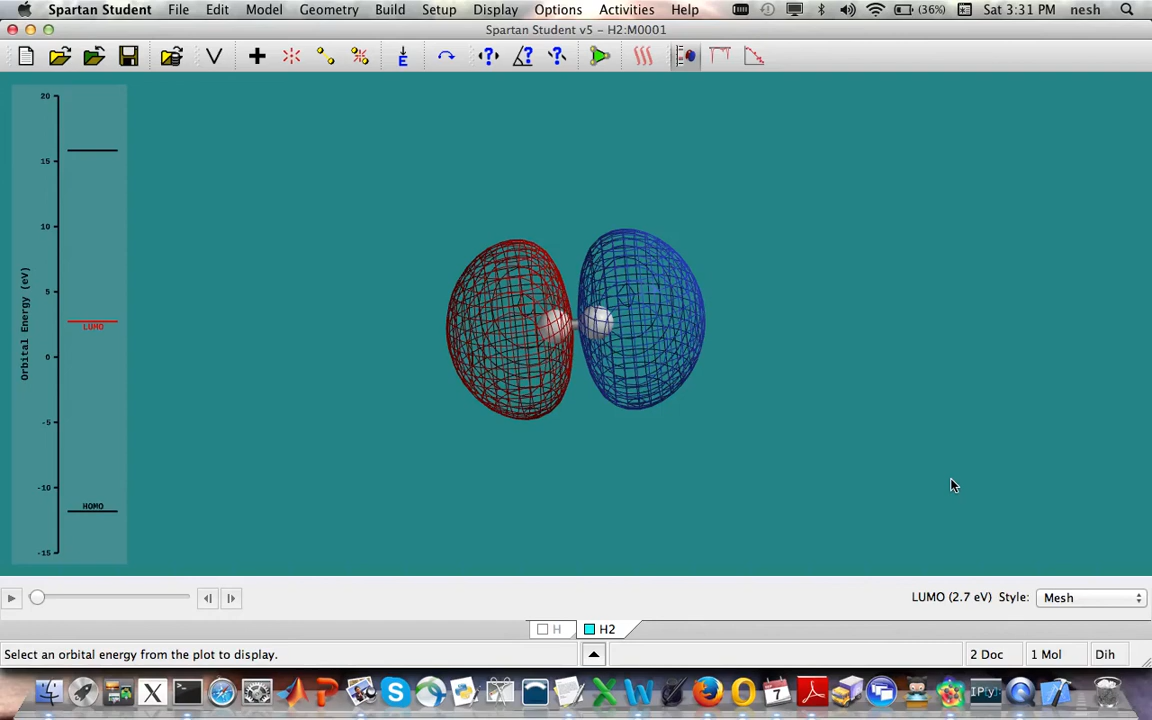 Spartan Student File Edit Model Geometry Build Setup Display Options Activities Help (36%) Sat 3:31 PM nesh
Spartan Student v5 – H2:M0001
20
15
10
5
LUMO
0
-5
-10
HOMO
-15
Orbital Energy (eV)
LUMO (2.7 eV) Style: Mesh
H H2
Select an orbital energy from the plot to display. 2 Doc 1 Mol Dih